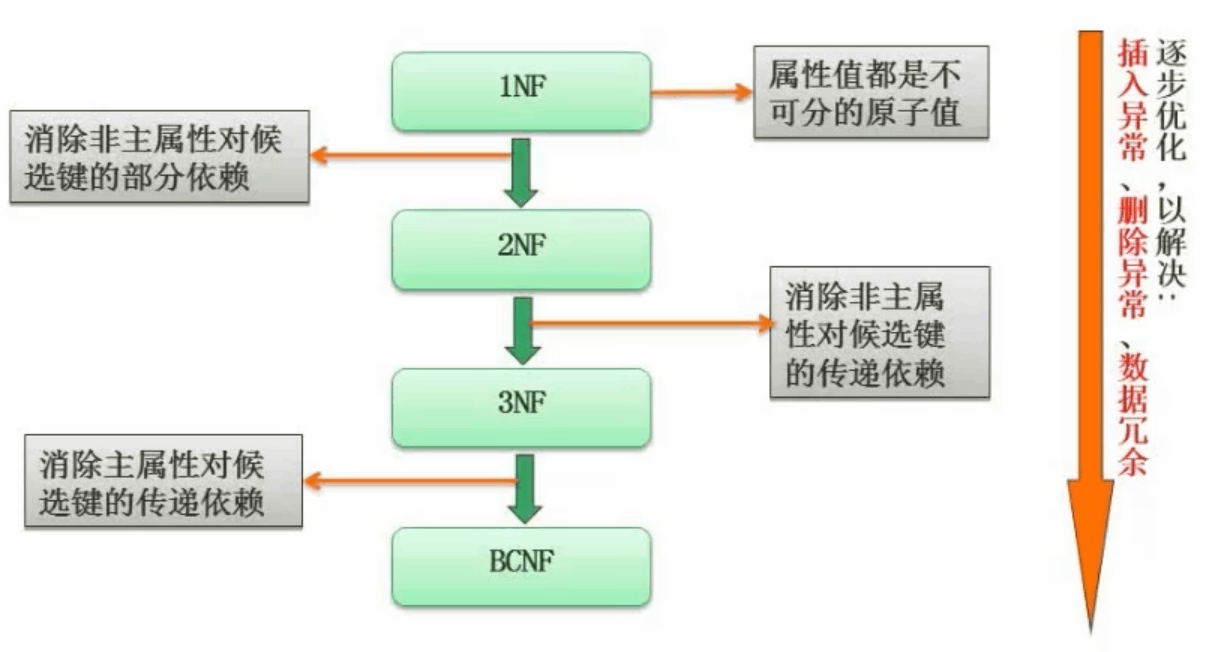 1NF
属性值都是不
可分的原子值
消除非主属性对候
选键的部分依赖
2NF
消除非主属
性对候选键
的传递依赖
3NF
消除主属性对候
选键的传递依赖
BCNF
逐步优化,以解决:
插入异常、删除异常、数据冗余